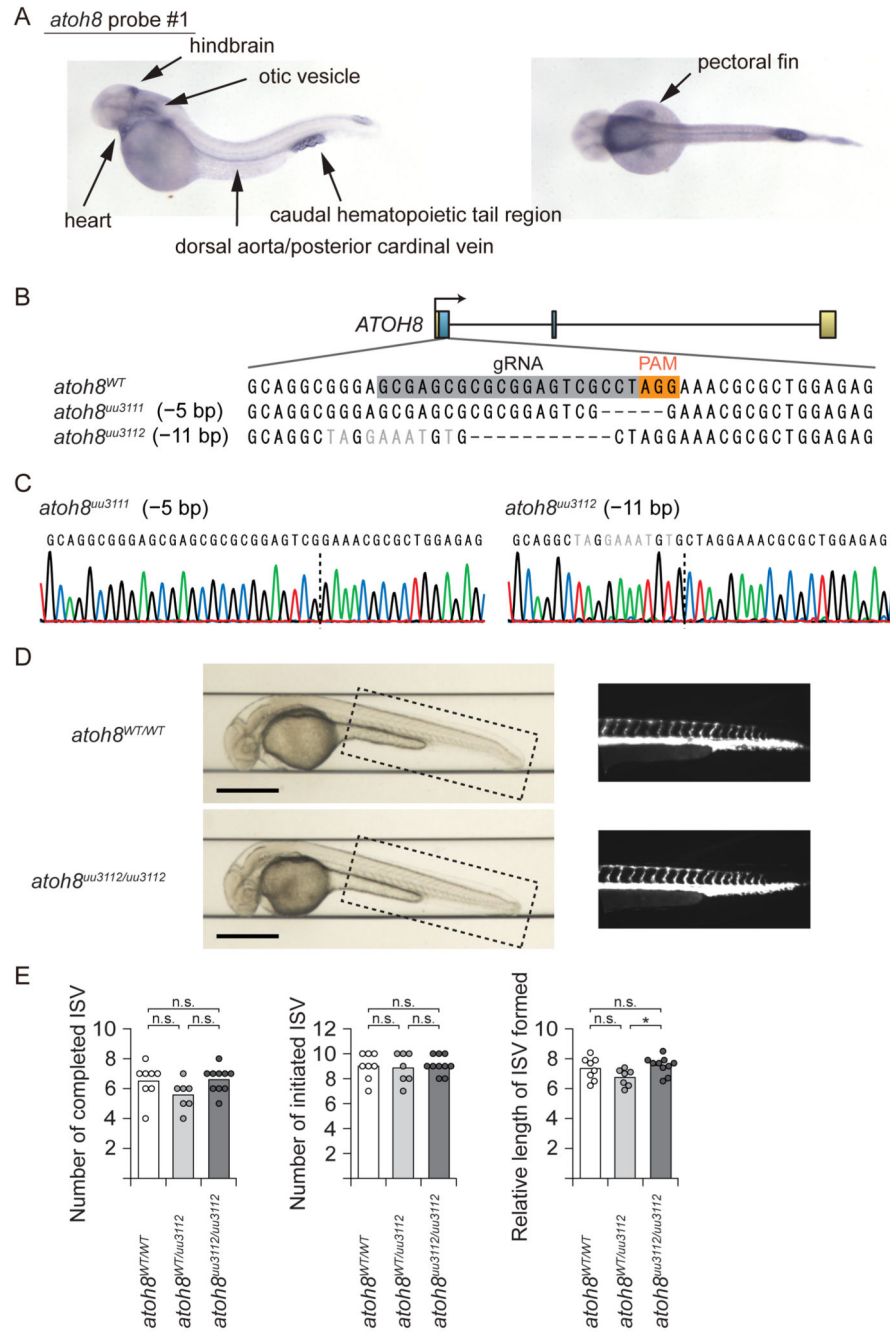 A
atoh8 probe #1
hindbrain
otic vesicle
pectoral fin
heart
caudal hematopoietic tail region
dorsal aorta/posterior cardinal vein
B
ATOH8
gRNA PAM
atoh8WT GCAGGCGGGAGCGAGCGCGCGGAGTCGCCTAGGAAACGCGCTGGAGAG
atoh8uu3111 (−5 bp) GCAGGCGGGAGCGAGCGCGCGGAGTCG-----GAAACGCGCTGGAGAG
atoh8uu3112 (−11 bp) GCAGGCTAGGAAATGTG-----------CTAGGAAACGCGCTGGAGAG
C
atoh8uu3111 (−5 bp) atoh8uu3112 (−11 bp)
GCAGGCGGGAGCGAGCGCGCGGAGTCGGAAACGCGCTGGAGAG GCAGGCTAGGAAATGTGCTAGGAAACGCGCTGGAGAG
D
atoh8WT/WT
atoh8uu3112/uu3112
E
Number of completed ISV
n.s.
n.s. n.s.
10
8
6
4
2
atoh8WT/WT
atoh8WT/uu3112
atoh8uu3112/uu3112
Number of initiated ISV
n.s.
n.s. n.s.
12
10
8
6
4
2
atoh8WT/WT
atoh8WT/uu3112
atoh8uu3112/uu3112
Relative length of ISV formed
n.s.
n.s. *
10
8
6
4
2
atoh8WT/WT
atoh8WT/uu3112
atoh8uu3112/uu3112